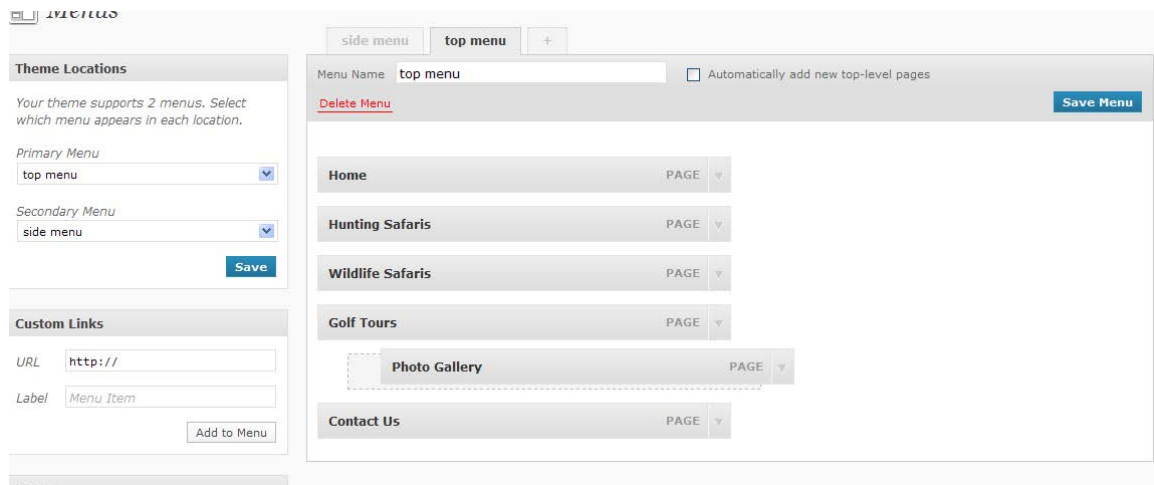 Menus
side menu top menu +
Theme Locations
Your theme supports 2 menus. Select
which menu appears in each location.
Primary Menu
top menu
Secondary Menu
side menu
Save
Custom Links
URL http://
Label Menu Item
Add to Menu
Menu Name top menu Automatically add new top-level pages
Delete Menu Save Menu
Home PAGE
Hunting Safaris PAGE
Wildlife Safaris PAGE
Golf Tours PAGE
Photo Gallery PAGE
Contact Us PAGE